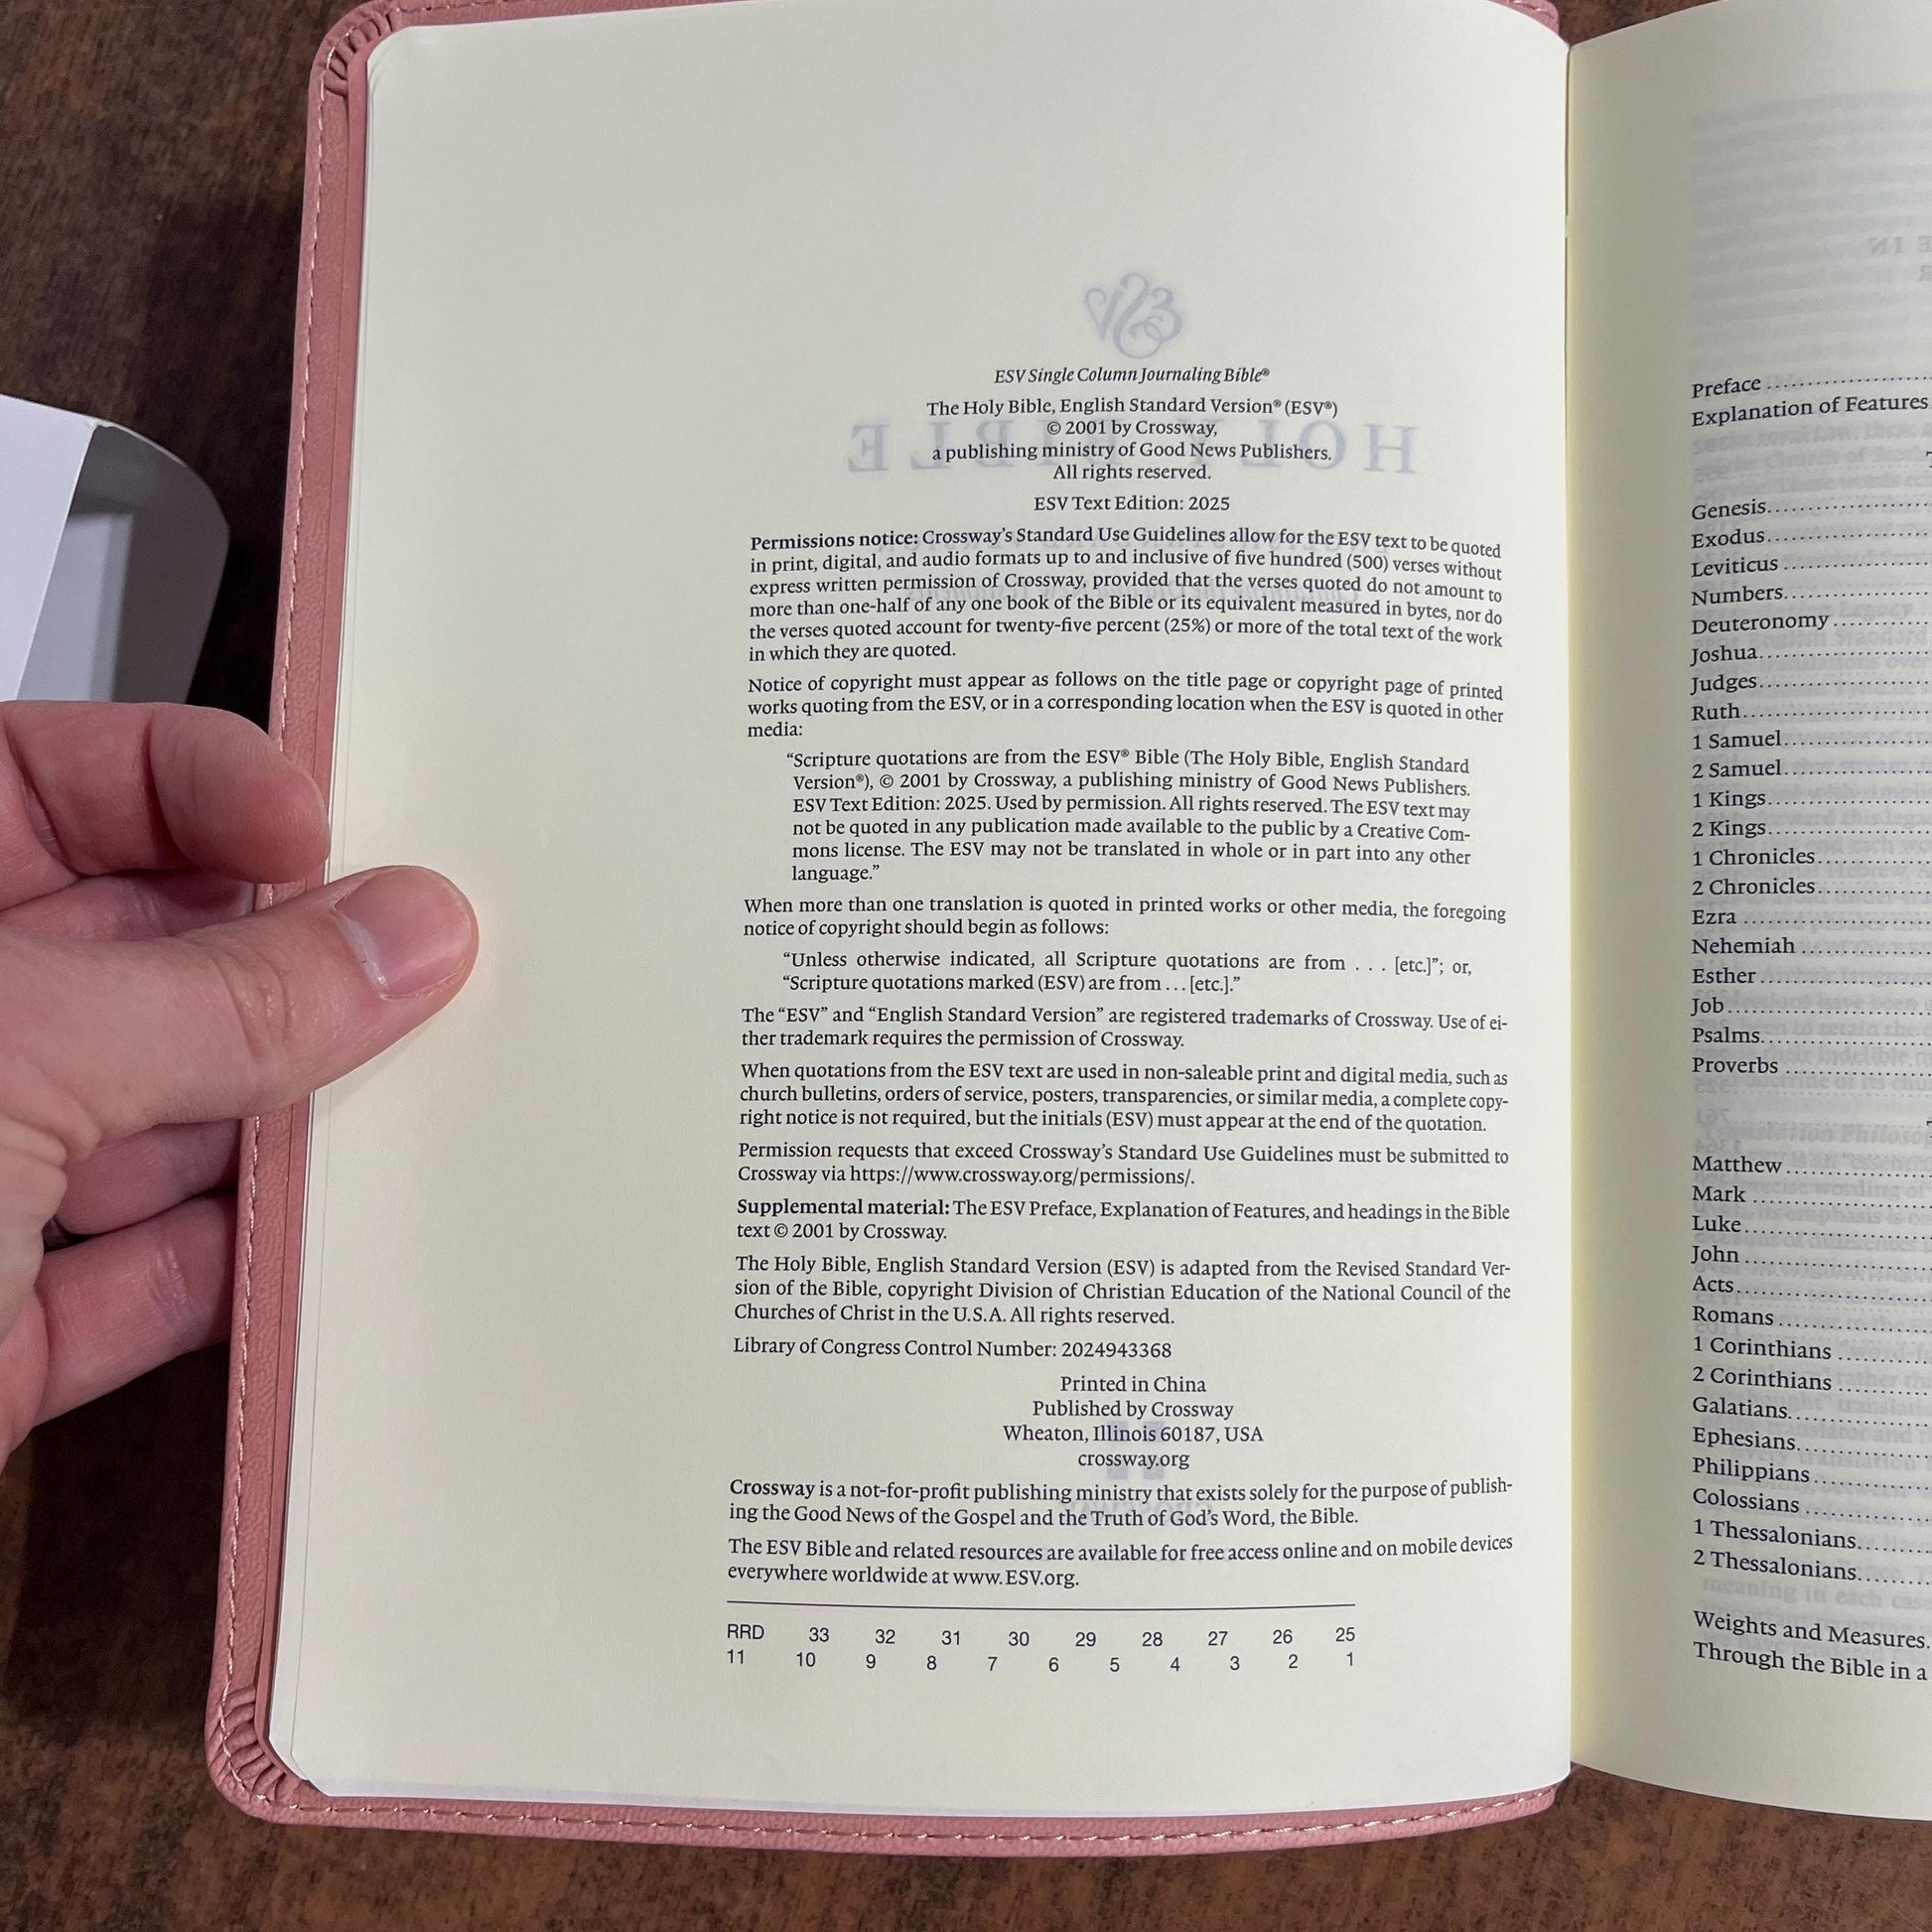 ESV Single Column Journaling Bible®
The Holy Bible, English Standard Version® (ESV®)
© 2001 by Crossway,
a publishing ministry of Good News Publishers.
All rights reserved.
ESV Text Edition: 2025
Permissions notice: Crossway’s Standard Use Guidelines allow for the ESV text to be quoted
in print, digital, and audio formats up to and inclusive of five hundred (500) verses without
express written permission of Crossway, provided that the verses quoted do not amount to
more than one-half of any one book of the Bible or its equivalent measured in bytes, nor do
the verses quoted account for twenty-five percent (25%) or more of the total text of the work
in which they are quoted.
Notice of copyright must appear as follows on the title page or copyright page of printed
works quoting from the ESV, or in a corresponding location when the ESV is quoted in other
media:
“Scripture quotations are from the ESV® Bible (The Holy Bible, English Standard
Version®), © 2001 by Crossway, a publishing ministry of Good News Publishers.
ESV Text Edition: 2025. Used by permission. All rights reserved. The ESV text may
not be quoted in any publication made available to the public by a Creative Com-
mons license. The ESV may not be translated in whole or in part into any other
language.”
When more than one translation is quoted in printed works or other media, the foregoing
notice of copyright should begin as follows:
“Unless otherwise indicated, all Scripture quotations are from . . . [etc.]”; or,
“Scripture quotations marked (ESV) are from . . . [etc.].”
The “ESV” and “English Standard Version” are registered trademarks of Crossway. Use of ei-
ther trademark requires the permission of Crossway.
When quotations from the ESV text are used in non-saleable print and digital media, such as
church bulletins, orders of service, posters, transparencies, or similar media, a complete copy-
right notice is not required, but the initials (ESV) must appear at the end of the quotation.
Permission requests that exceed Crossway’s Standard Use Guidelines must be submitted to
Crossway via https://www.crossway.org/permissions/.
Supplemental material: The ESV Preface, Explanation of Features, and headings in the Bible
text © 2001 by Crossway.
The Holy Bible, English Standard Version (ESV) is adapted from the Revised Standard Ver-
sion of the Bible, copyright Division of Christian Education of the National Council of the
Churches of Christ in the U.S.A. All rights reserved.
Library of Congress Control Number: 2024943368
Printed in China
Published by Crossway
Wheaton, Illinois 60187, USA
crossway.org
Crossway is a not-for-profit publishing ministry that exists solely for the purpose of publish-
ing the Good News of the Gospel and the Truth of God’s Word, the Bible.
The ESV Bible and related resources are available for free access online and on mobile devices
everywhere worldwide at www.ESV.org.
RRD 33 32 31 30 29 28 27 26 25
11 10 9 8 7 6 5 4 3 2 1
Preface
Explanation of Features
Genesis
Exodus
Leviticus
Numbers
Deuteronomy
Joshua
Judges
Ruth
1 Samuel
2 Samuel
1 Kings
2 Kings
1 Chronicles
2 Chronicles
Ezra
Nehemiah
Esther
Job
Psalms
Proverbs
Matthew
Mark
Luke
John
Acts
Romans
1 Corinthians
2 Corinthians
Galatians
Ephesians
Philippians
Colossians
1 Thessalonians
2 Thessalonians
Weights and Measures
Through the Bible in a